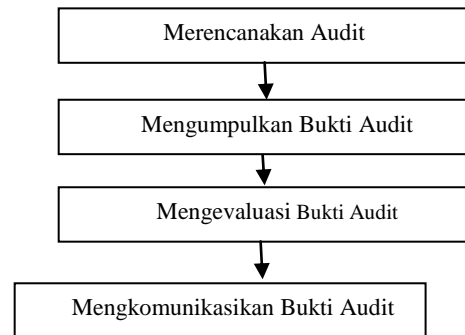 Merencanakan Audit
Mengumpulkan Bukti Audit
Mengevaluasi Bukti Audit
Mengkomunikasikan Bukti Audit